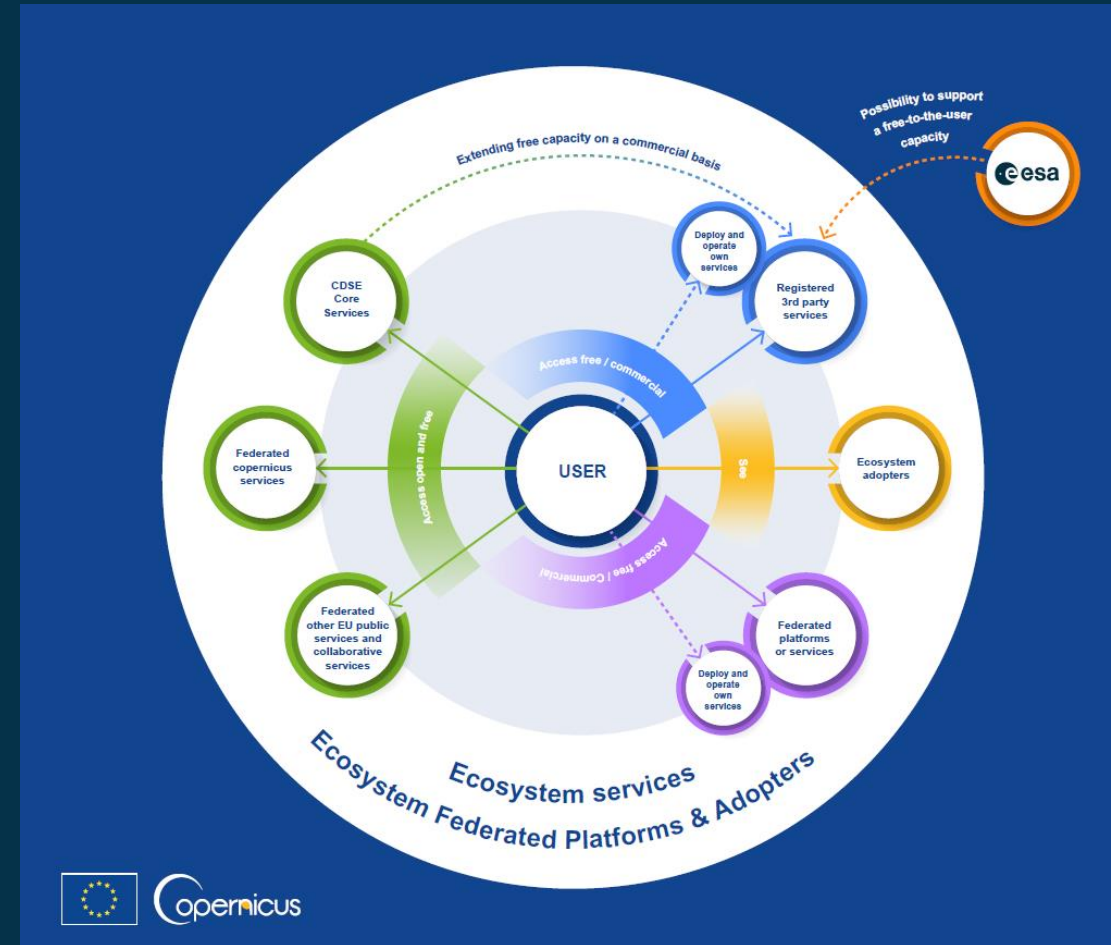 Possibility to support
a free-to-the-user
capacity
esa
Extending free capacity on a commercial basis
Deploy and
operate
own
services
CDSE
Core
Services
Registered
3rd party
services
Access free / commercial
Access open and free
Federated
copernicus
services
USER
See
Ecosystem
adopters
Access free / Commercial
Federated
other EU public
services and
collaborative
services
Federated
platforms
or services
Deploy and
operate
own
services
Ecosystem services
Ecosystem Federated Platforms & Adopters
Copernicus